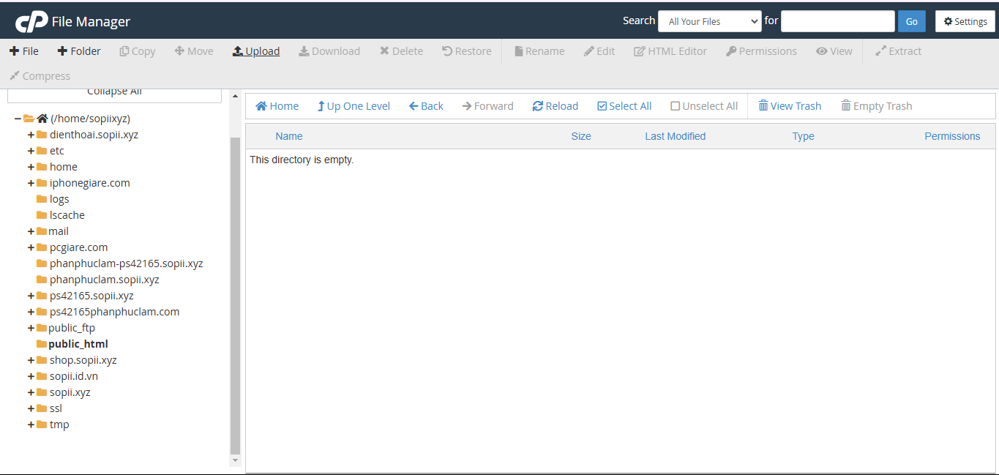 cP File Manager Search All Your Files for Go Settings
File Folder Copy Move Upload Download Delete Restore Rename Edit HTML Editor Permissions View Extract
Compress
Collapse All
Home Up One Level Back Forward Reload Select All Unselect All View Trash Empty Trash
(/home/sopiixyz)
dienthoai.sopii.xyz
etc
home
iphonegiare.com
logs
lscache
mail
pcgiare.com
phanphuclam-ps42165.sopii.xyz
phanphuclam.sopii.xyz
ps42165.sopii.xyz
ps42165phanphuclam.com
public_ftp
public_html
shop.sopii.xyz
sopii.id.vn
sopii.xyz
ssl
tmp
Name Size Last Modified Type Permissions
This directory is empty.